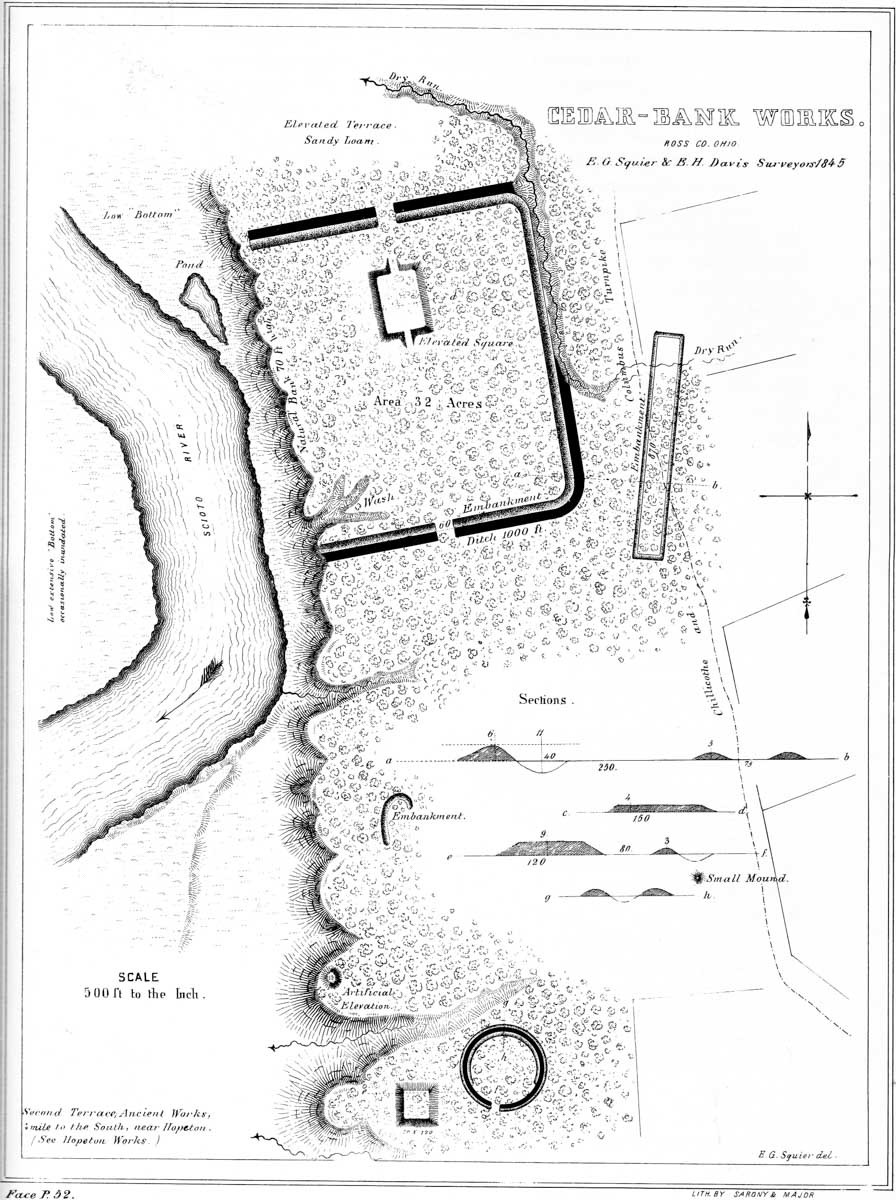 CEDAR-BANK WORKS.
ROSS CO. OHIO.
E. G. Squier & E. H. Davis Surveyors 1845
Dry Run
Elevated Terrace.
Sandy Loam.
Low "Bottom"
Pond
Turnpike
d
Elevated Square
Natural Bank 70 ft High
Columbus
Dry Run.
Area 32 Acres
Embankment
870
SCIOTO RIVER
a
b.
Wash
Embankment
60
Ditch 1000 ft
Low extensive "Bottom"
occasionally inundated.
and
Chillicothe
Sections.
6
11
3
a
40
250.
75
b
4
c
150
d
Embankment.
9
3
e
120
80
f.
Small Mound.
g
h.
SCALE
500 ft to the Inch.
Artificial
Elevation.
g
h
Second Terrace, Ancient Works,
mile to the South, near Hopeton.
(See Hopeton Works.)
E. G. Squier del.
Face P. 52.
LITH. BY SARONY & MAJOR